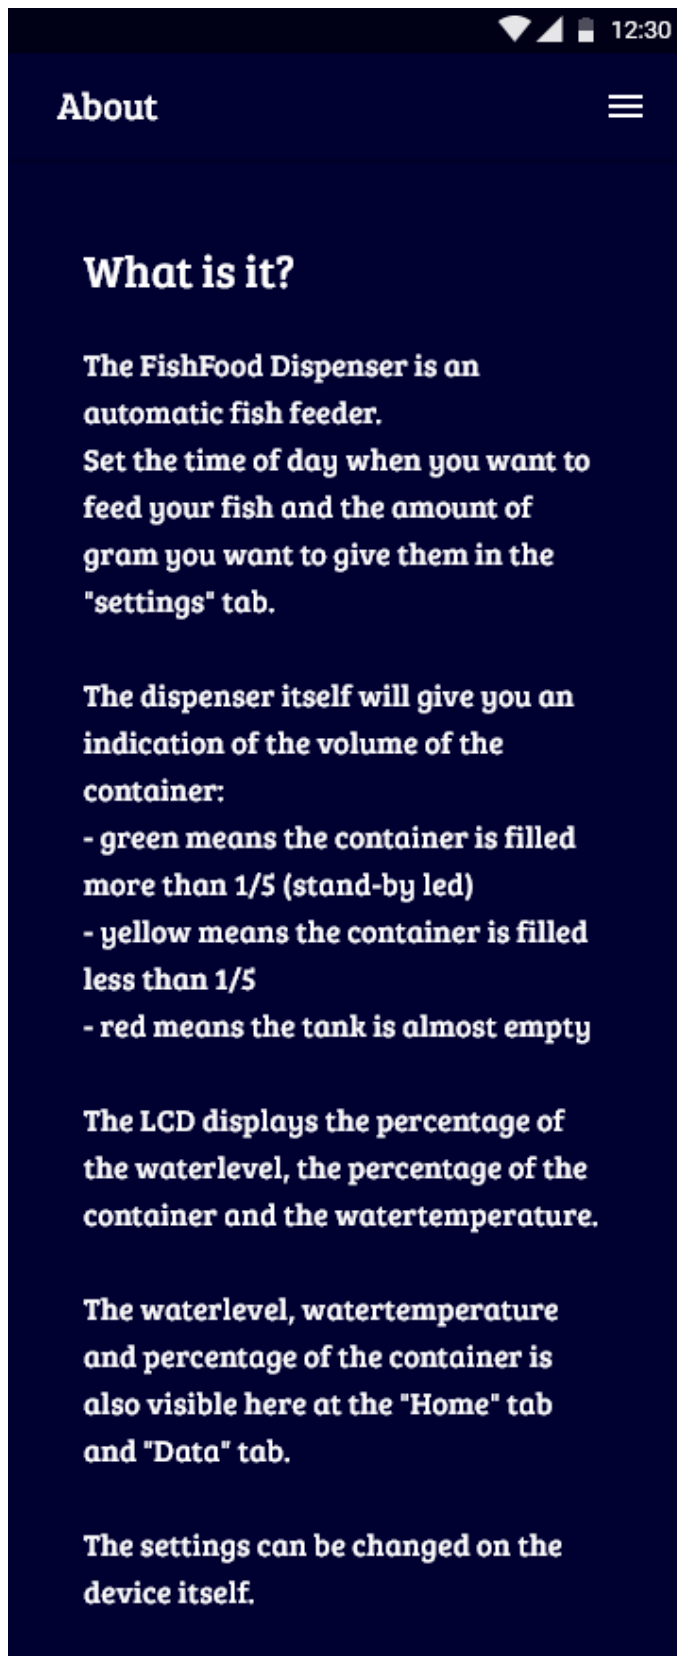 12:30
About
What is it?
The FishFood Dispenser is an
automatic fish feeder.
Set the time of day when you want to
feed your fish and the amount of
gram you want to give them in the
"settings" tab.
The dispenser itself will give you an
indication of the volume of the
container:
- green means the container is filled
more than 1/5 (stand-by led)
- yellow means the container is filled
less than 1/5
- red means the tank is almost empty
The LCD displays the percentage of
the waterlevel, the percentage of the
container and the watertemperature.
The waterlevel, watertemperature
and percentage of the container is
also visible here at the "Home" tab
and "Data" tab.
The settings can be changed on the
device itself.